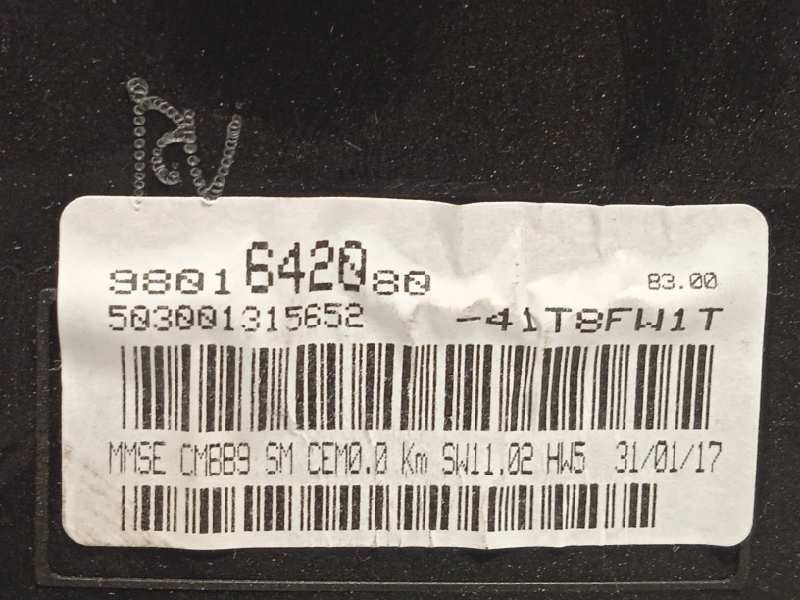 9801642080 83.00
503001315652 -41T8FW1T
MMSE CMBB9 SM CEM0.0 Km SW11.02 HW5 31/01/17